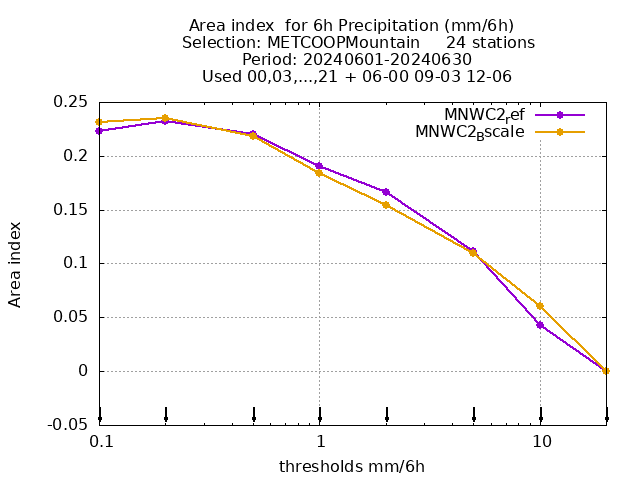 Area index  for 6h Precipitation (mm/6h)
Selection: METCOOPMountain     24 stations
Period: 20240601-20240630
Used 00,03,...,21 + 06-00 09-03 12-06
MNWC2ref
MNWC2Bscale
0.25
0.2
0.15
0.1
0.05
0
-0.05
Area index
0.1
1
10
thresholds mm/6h